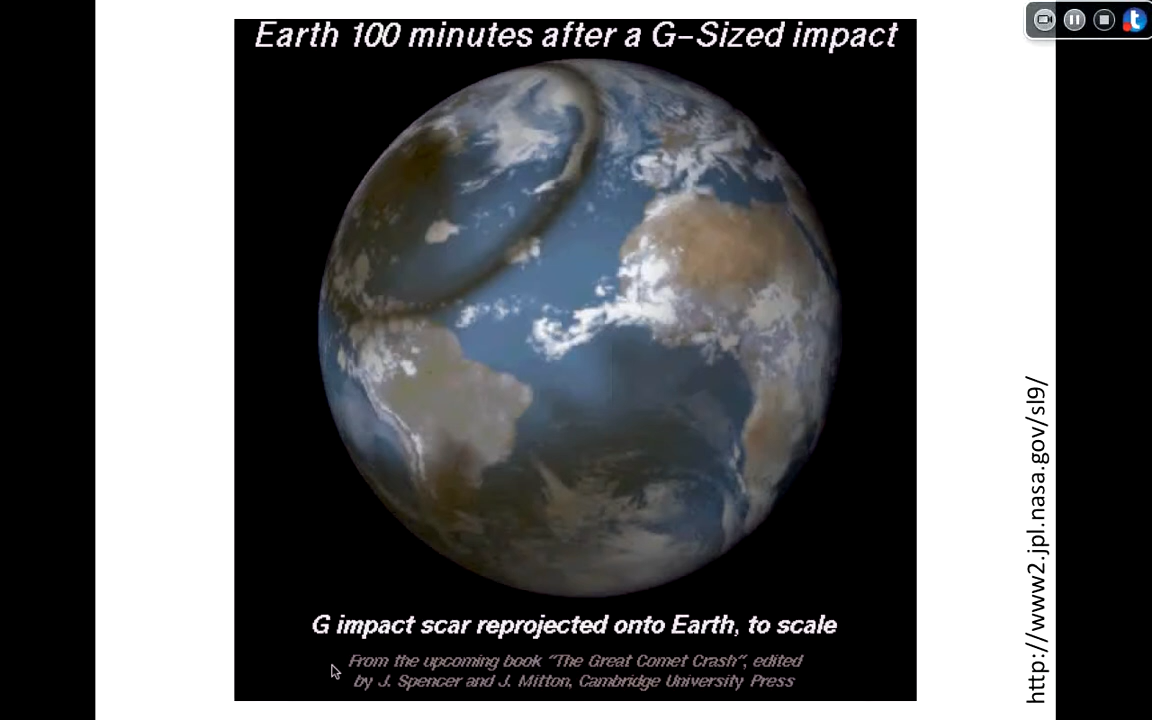 Earth 100 minutes after a G-Sized impact
G impact scar reprojected onto Earth, to scale
From the upcoming book "The Great Comet Crash", edited
by J. Spencer and J. Mitton, Cambridge University Press
http://www2.jpl.nasa.gov/sl9/
t